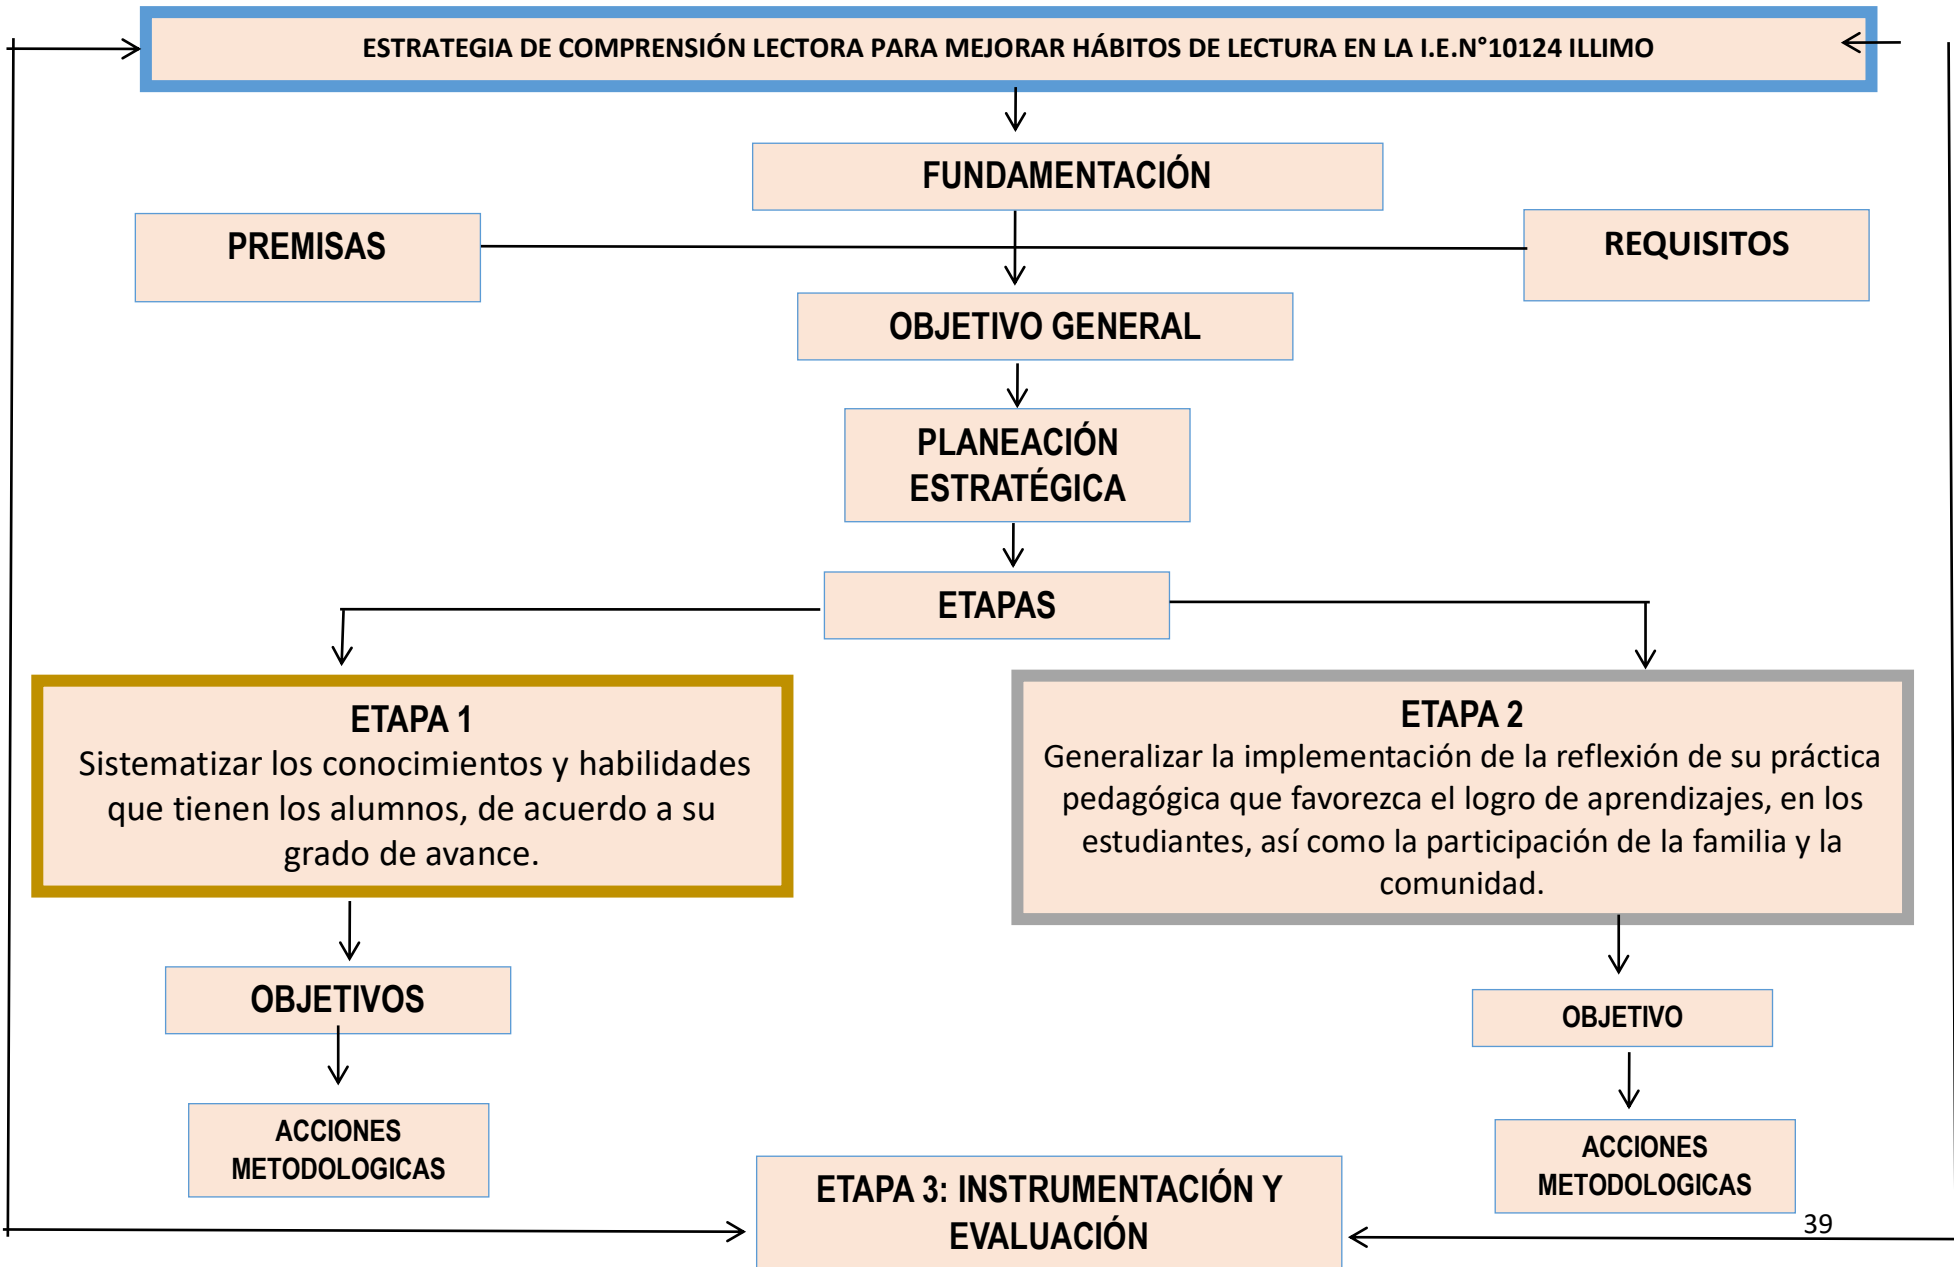 ESTRATEGIA DE COMPRENSIÓN LECTORA PARA MEJORAR HÁBITOS DE LECTURA EN LA I.E.N°10124 ILLIMO
FUNDAMENTACIÓN
PREMISAS
REQUISITOS
OBJETIVO GENERAL
PLANEACIÓN
ESTRATÉGICA
ETAPAS
ETAPA 1
Sistematizar los conocimientos y habilidades
que tienen los alumnos, de acuerdo a su
grado de avance.
ETAPA 2
Generalizar la implementación de la reflexión de su práctica
pedagógica que favorezca el logro de aprendizajes, en los
estudiantes, así como la participación de la familia y la
comunidad.
OBJETIVOS
OBJETIVO
ACCIONES
METODOLOGICAS
ACCIONES
METODOLOGICAS
ETAPA 3: INSTRUMENTACIÓN Y
EVALUACIÓN
39